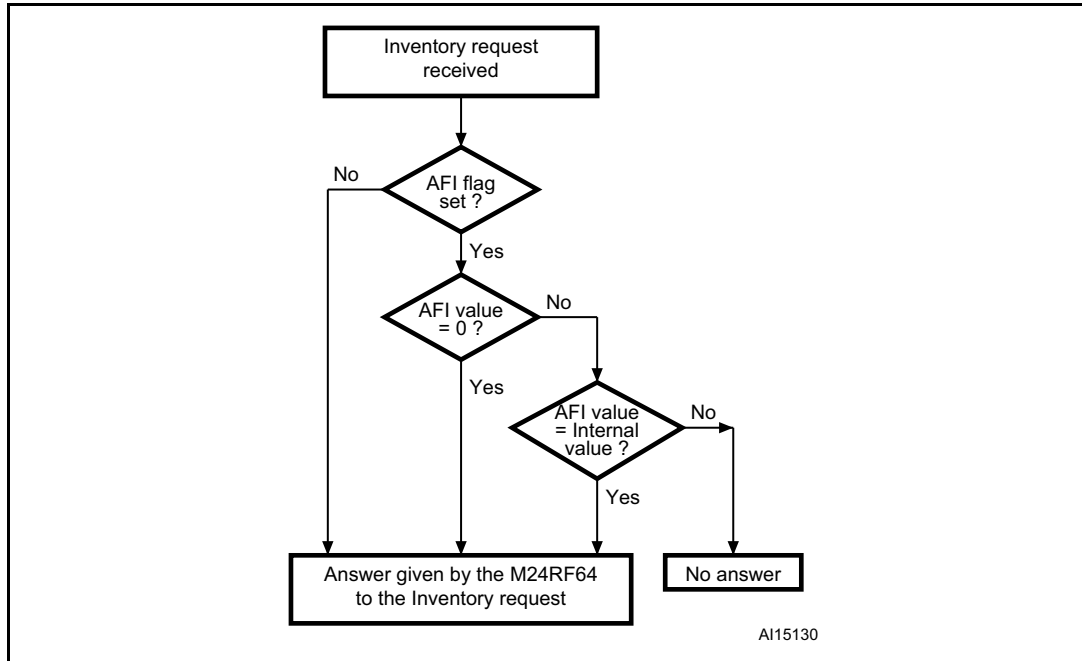 Inventory request
received
No
AFI flag
set ?
Yes
AFI value
= 0 ?
No
Yes
AFI value
= Internal
value ?
No
Yes
Answer given by the M24RF64
to the Inventory request
No answer
AI15130